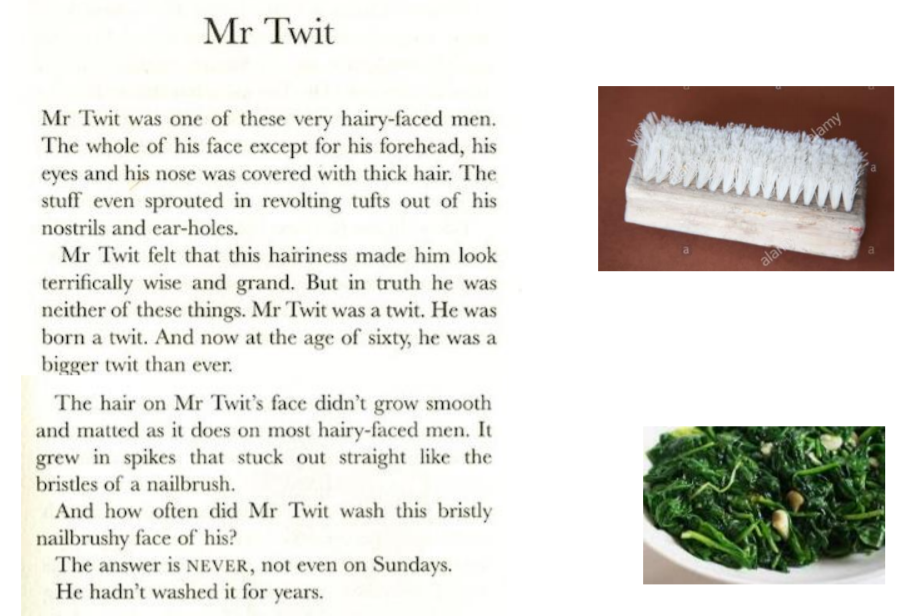 Mr Twit
Mr Twit was one of these very hairy-faced men.
The whole of his face except for his forehead, his
eyes and his nose was covered with thick hair. The
stuff even sprouted in revolting tufts out of his
nostrils and ear-holes.
Mr Twit felt that this hairiness made him look
terrifically wise and grand. But in truth he was
neither of these things. Mr Twit was a twit. He was
born a twit. And now at the age of sixty, he was a
bigger twit than ever.
The hair on Mr Twit's face didn't grow smooth
and matted as it does on most hairy-faced men. It
grew in spikes that stuck out straight like the
bristles of a nailbrush.
And how often did Mr Twit wash this bristly
nailbrushy face of his?
The answer is NEVER, not even on Sundays.
He hadn't washed it for years.
alamy
a
a
a